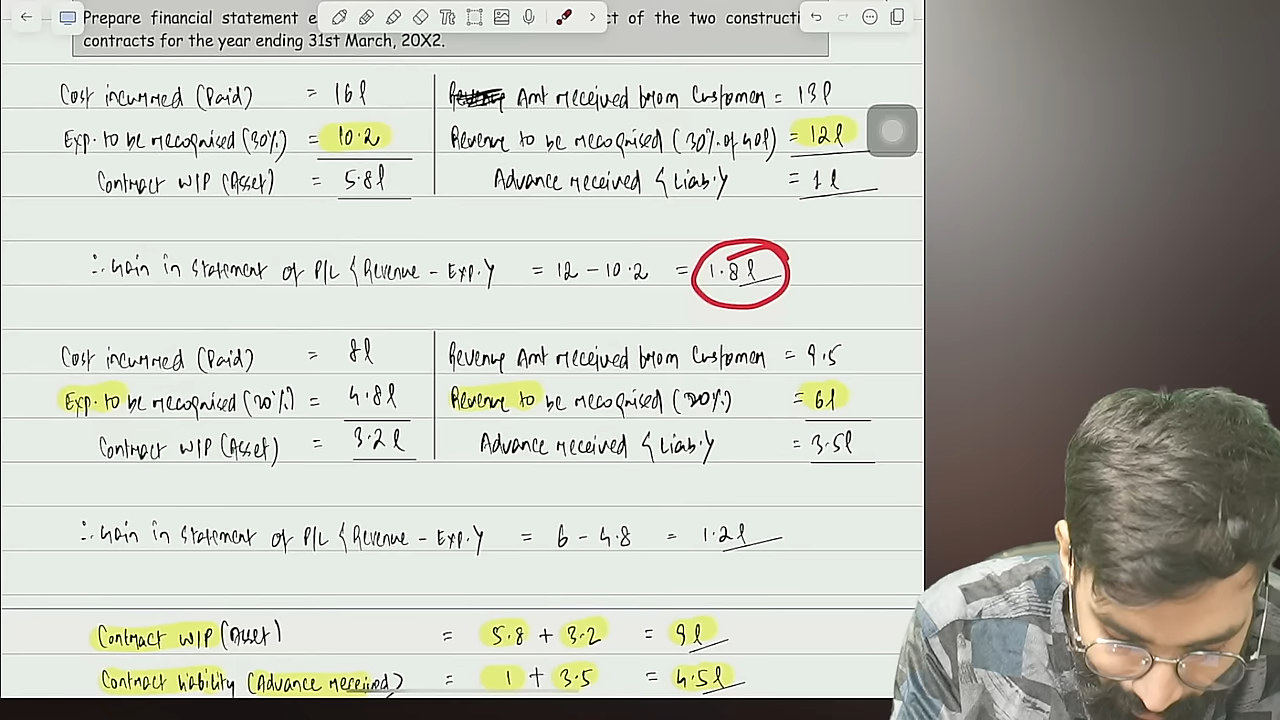 Prepare financial statement e ct of the two constructi
contracts for the year ending 31st March, 20X2.
Cost incurred (Paid) = 16l
Exp. to be recognised (30%) = 10.2
Contract WIP (Asset) = 5.8l
Amt received from Customer = 13l
Revenue to be recognised (30% of 40l) = 12l
Advance received {Liab.} = 1l
∴ Gain in Statement of P/L {Revenue - Exp.} = 12 - 10.2 = 1.8l
Cost incurred (Paid) = 8l
Exp. to be recognised (20%) = 4.8l
Contract WIP (Asset) = 3.2l
Revenue Amt received from Customer = 9.5
Revenue to be recognised (20%) = 6l
Advance received {Liab.} = 3.5l
∴ Gain in Statement of P/L {Revenue - Exp.} = 6 - 4.8 = 1.2l
Contract WIP (Asset) = 5.8 + 3.2 = 9l
Contract liability (Advance received) = 1 + 3.5 = 4.5l